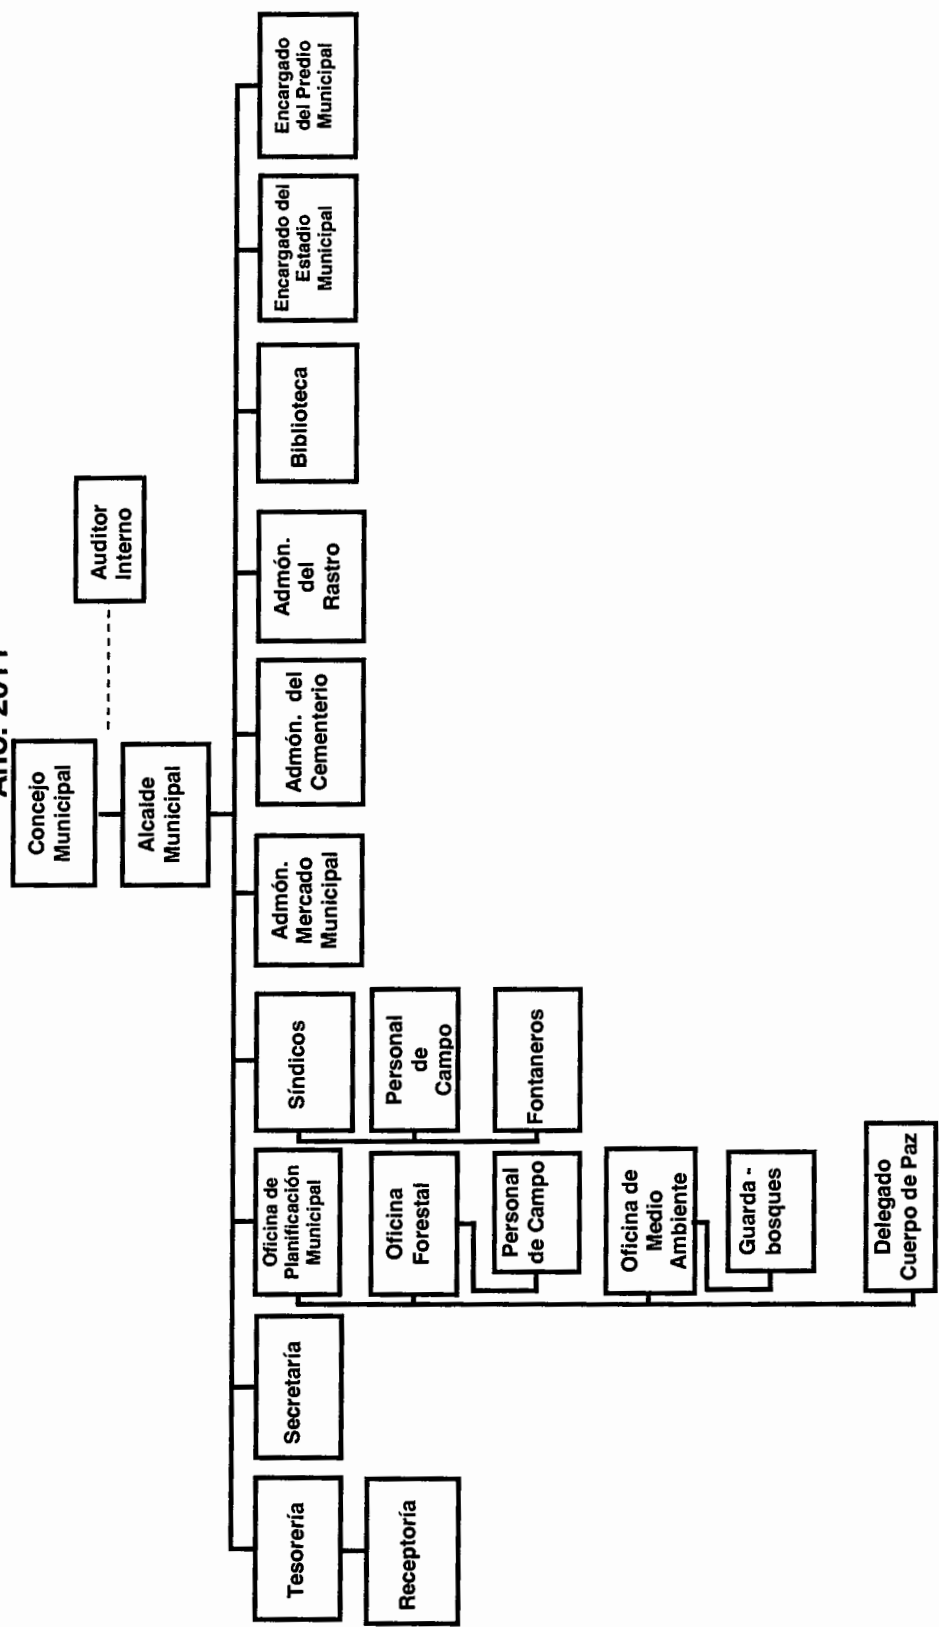 Año: 2011
Concejo
Municipal
Auditor
Interno
Alcalde
Municipal
Tesorería
Secretaría
Oficina de
Planificación
Municipal
Síndicos
Admón.
Mercado
Municipal
Admón. del
Cementerio
Admón.
del
Rastro
Biblioteca
Encargado del
Estadio
Municipal
Encargado
del Predio
Municipal
Receptoría
Oficina
Forestal
Personal
de Campo
Oficina de
Medio
Ambiente
Guarda -
bosques
Delegado
Cuerpo de Paz
Personal
de
Campo
Fontaneros